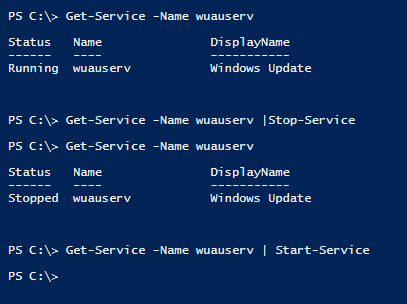 PS C:\> Get-Service -Name wuauserv
Status   Name               DisplayName
------   ----               -----------
Running  wuauserv           Windows Update
PS C:\> Get-Service -Name wuauserv |Stop-Service
PS C:\> Get-Service -Name wuauserv
Status   Name               DisplayName
------   ----               -----------
Stopped  wuauserv           Windows Update
PS C:\> Get-Service -Name wuauserv | Start-Service
PS C:\>